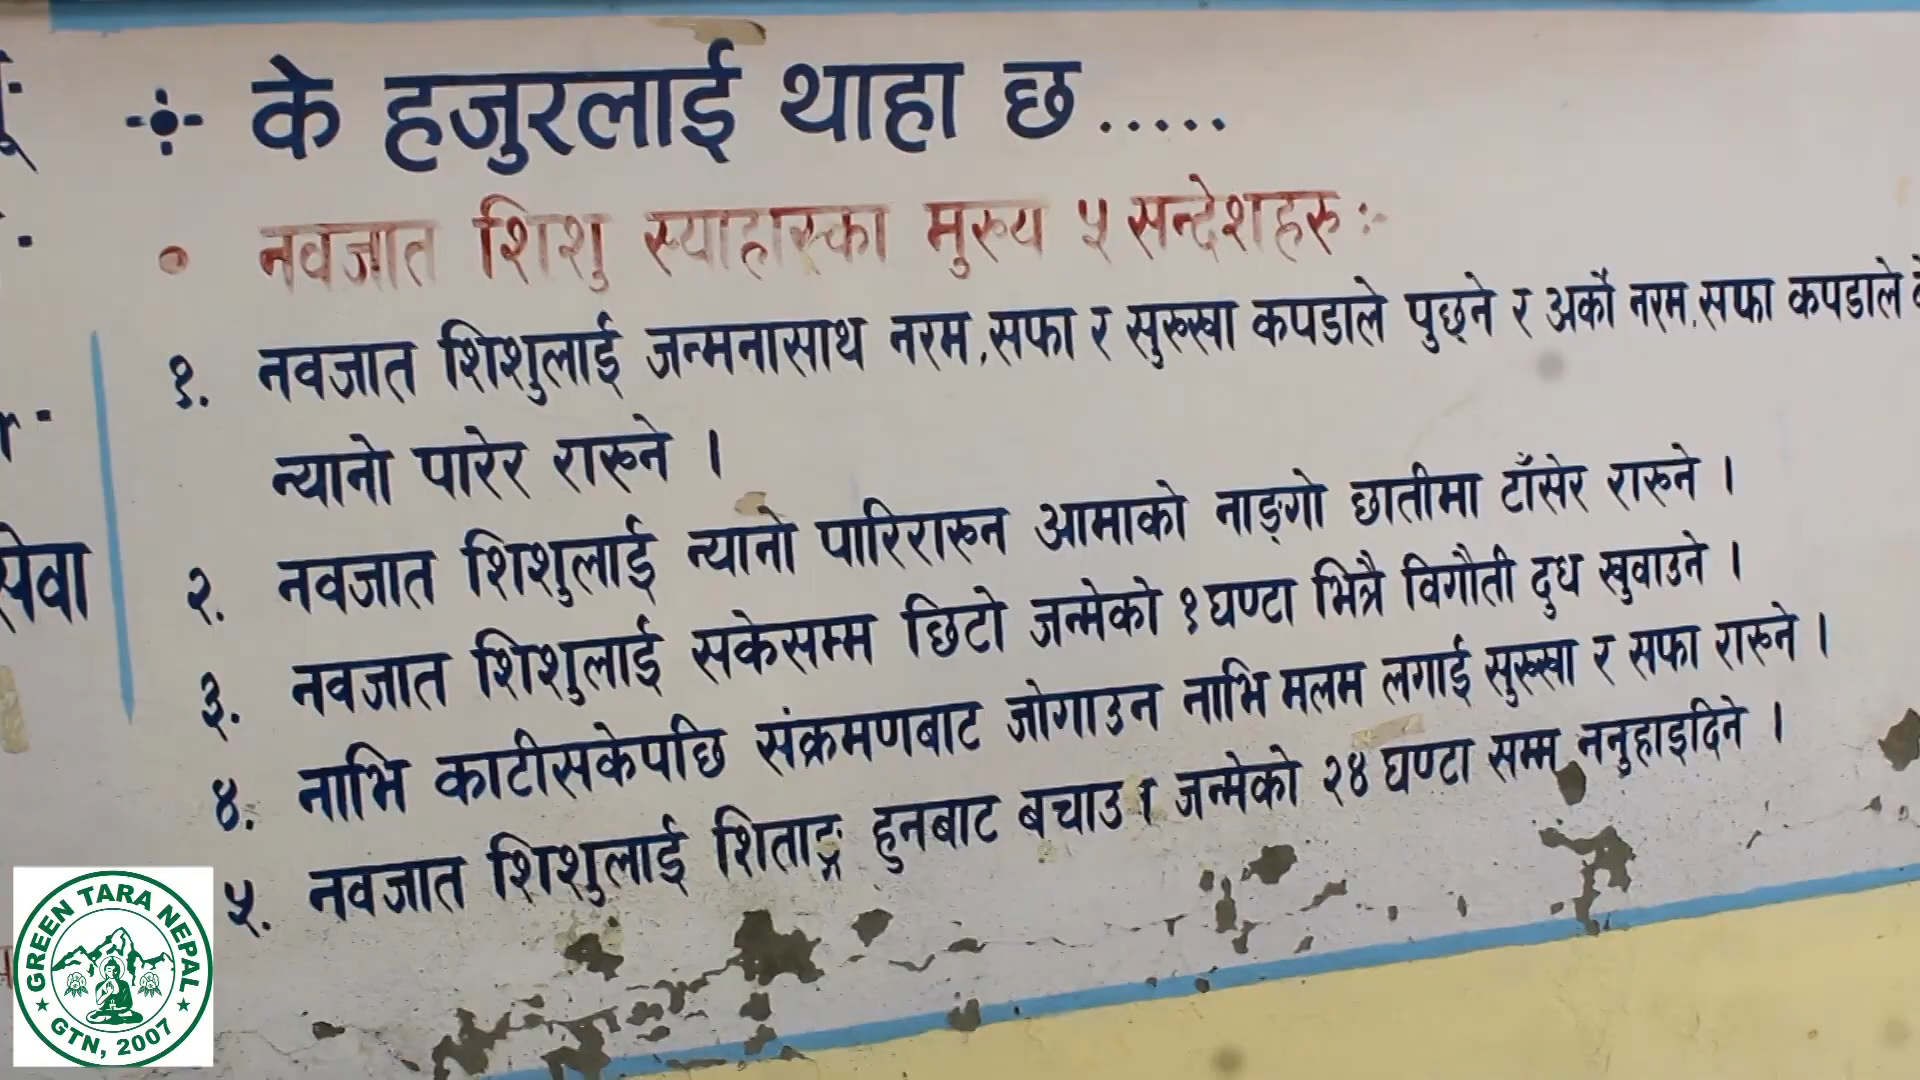 के हजुरलाई थाहा छ.....
• नवजात शिशु स्याहारका मुख्य ५ सन्देशहरु :-
१. नवजात शिशुलाई जन्मनासाथ नरम, सफा र सुख्खा कपडाले पुछ्ने र अर्को नरम, सफा कपडाले
न्यानो पारेर राख्ने ।
२. नवजात शिशुलाई न्यानो पारिराख्न आमाको नाङ्गो छातीमा टाँसेर राख्ने ।
३. नवजात शिशुलाई सकेसम्म छिटो जन्मेको १ घण्टा भित्रै विगौती दुध खुवाउने ।
४. नाभि काटीसकेपछि संक्रमणबाट जोगाउन नाभि मलम लगाई सुख्खा र सफा राख्ने ।
५. नवजात शिशुलाई शिताङ्ग हुनबाट बचाउन जन्मेको २४ घण्टा सम्म ननुहाइदिने ।
सेवा
GREEN TARA NEPAL
GTN, 2007